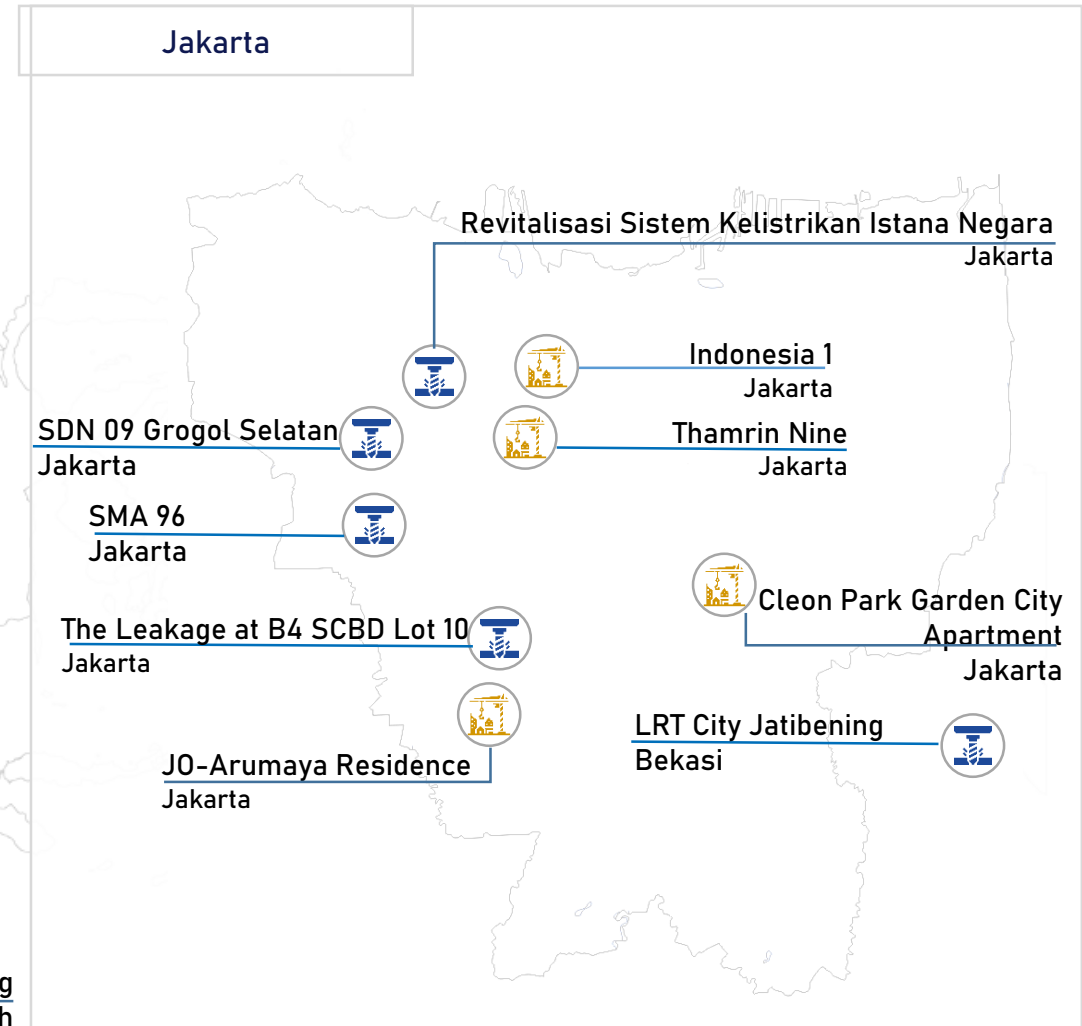 Jakarta
Revitalisasi Sistem Kelistrikan Istana Negara
Jakarta
Indonesia 1
Jakarta
SDN 09 Grogol Selatan
Jakarta
Thamrin Nine
Jakarta
SMA 96
Jakarta
Cleon Park Garden City
Apartment
Jakarta
The Leakage at B4 SCBD Lot 10
Jakarta
LRT City Jatibening
Bekasi
JO-Arumaya Residence
Jakarta
g
h